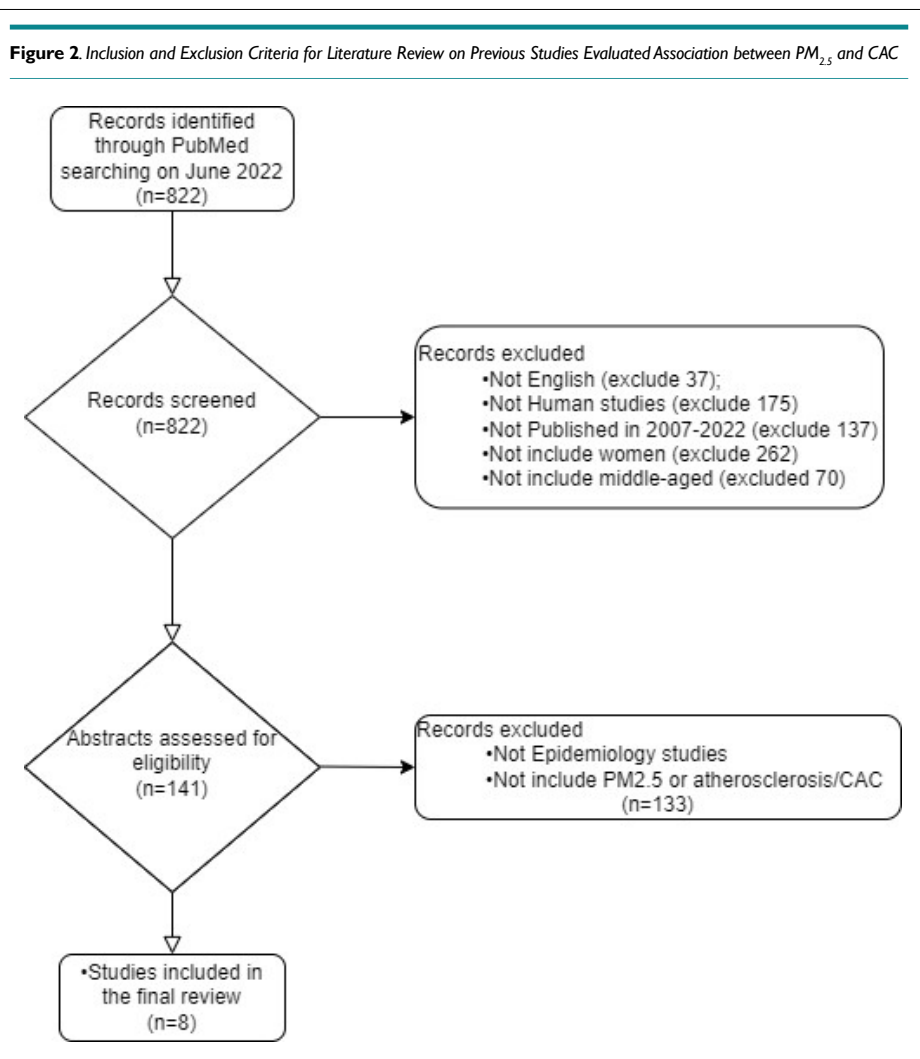 Figure 2. Inclusion and Exclusion Criteria for Literature Review on Previous Studies Evaluated Association between PM2.5 and CAC
Records identified
through PubMed
searching on June 2022
(n=822)
Records screened
(n=822)
Records excluded
•Not English (exclude 37);
•Not Human studies (exclude 175)
•Not Published in 2007-2022 (exclude 137)
•Not include women (exclude 262)
•Not include middle-aged (excluded 70)
Abstracts assessed for
eligibility
(n=141)
Records excluded
•Not Epidemiology studies
•Not include PM2.5 or atherosclerosis/CAC
(n=133)
•Studies included in
the final review
(n=8)